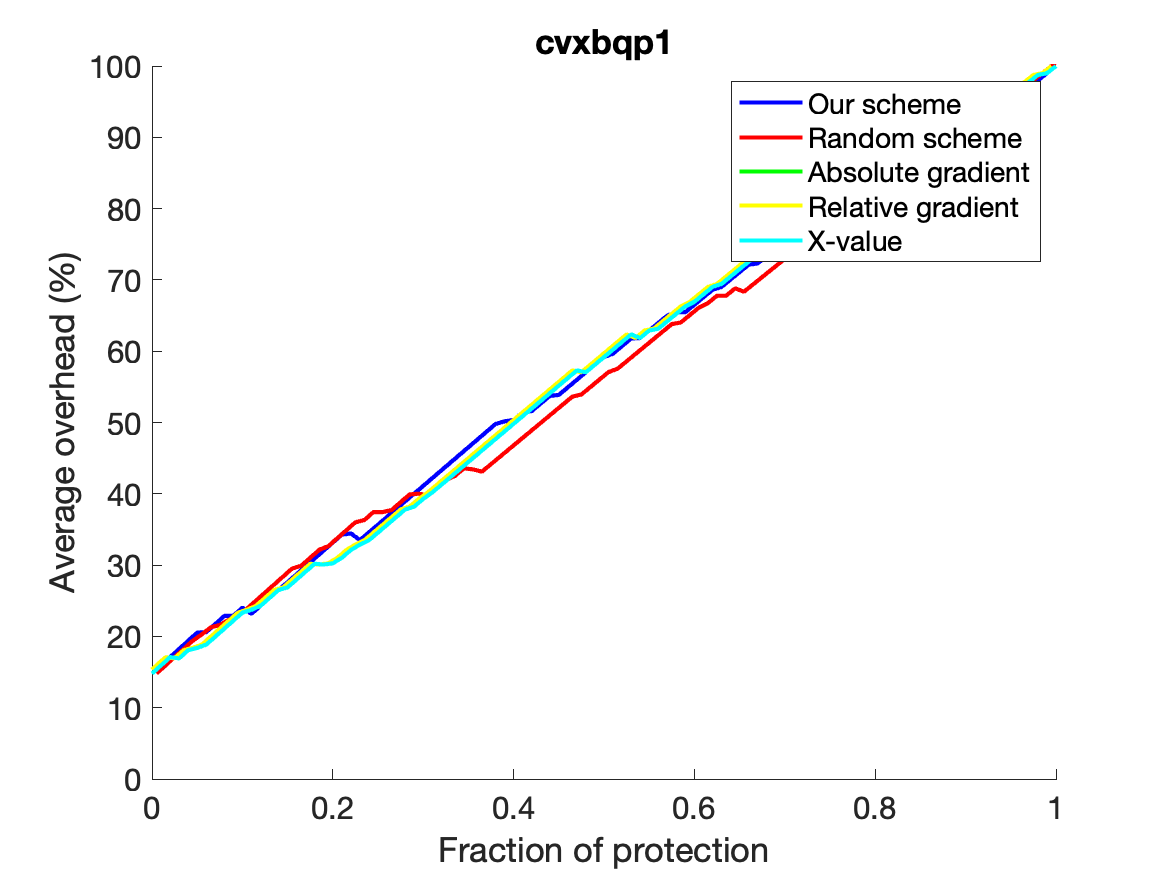 cvxbqp1
100
90
80
70
60
50
40
30
20
10
0
Average overhead (%)
Our scheme
Random scheme
Absolute gradient
Relative gradient
X-value
0 0.2 0.4 0.6 0.8 1
Fraction of protection